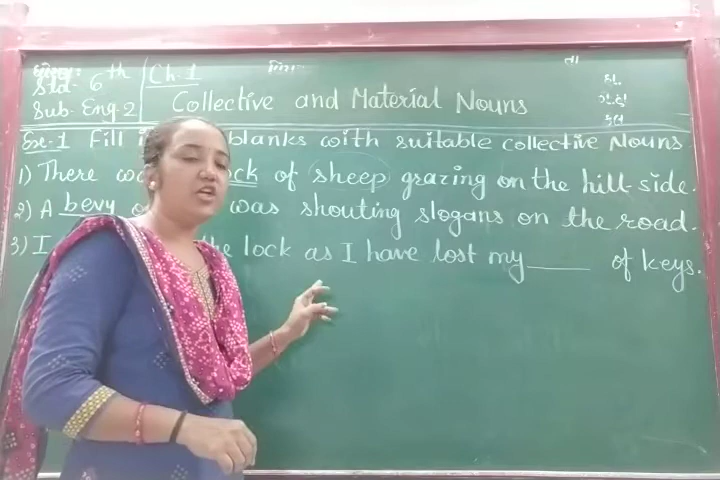 Std- 6th Ch.1
Sub- Eng-2 Collective and Material Nouns
Ex-1 Fill blanks with suitable collective Nouns.
1) There of sheep grazing on the hill-side.
2) A bevy was shouting slogans on the road.
3) I lock as I have lost my ____ of keys.